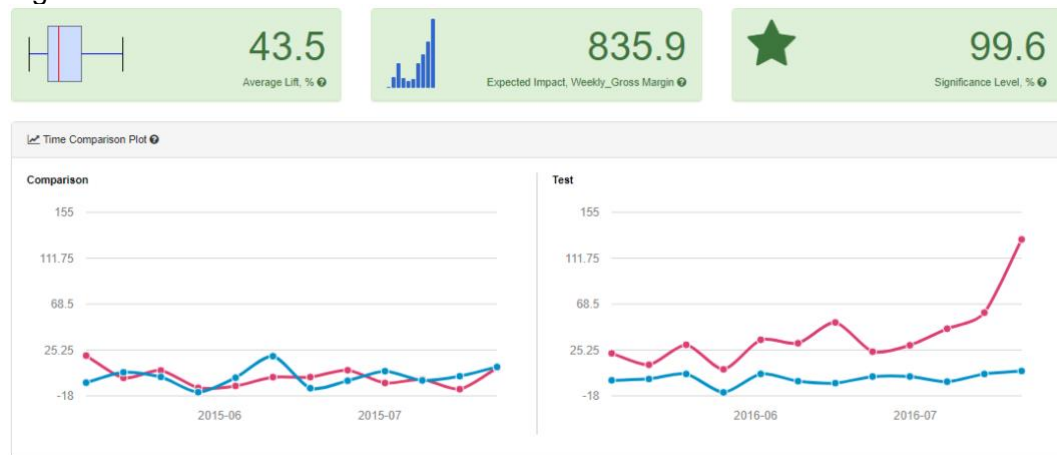 43.5
Average Lift, %
835.9
Expected Impact, Weekly_Gross Margin
99.6
Significance Level, %
Time Comparison Plot
Comparison
155
111.75
68.5
25.25
-18
2015-06 2015-07
Test
155
111.75
68.5
25.25
-18
2016-06 2016-07